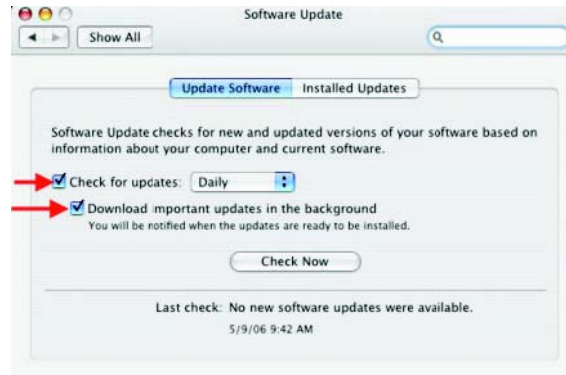 Software Update
Show All
Update Software Installed Updates
Software Update checks for new and updated versions of your software based on
information about your computer and current software.
Check for updates: Daily
Download important updates in the background
You will be notified when the updates are ready to be installed.
Check Now
Last check: No new software updates were available.
5/9/06 9:42 AM